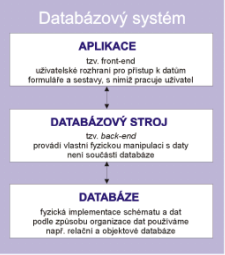 Databázový systém
APLIKACE
tzv. front-end
uživatelské rozhraní pro přístup k datům
formuláře a sestavy, s nimiž pracuje uživatel
DATABÁZOVÝ STROJ
tzv. back-end
provádí vlastní fyzickou manipulaci s daty
není součástí databáze
DATABÁZE
fyzická implementace schématu a dat
podle způsobu organizace dat používáme
např. relační a objektové databáze